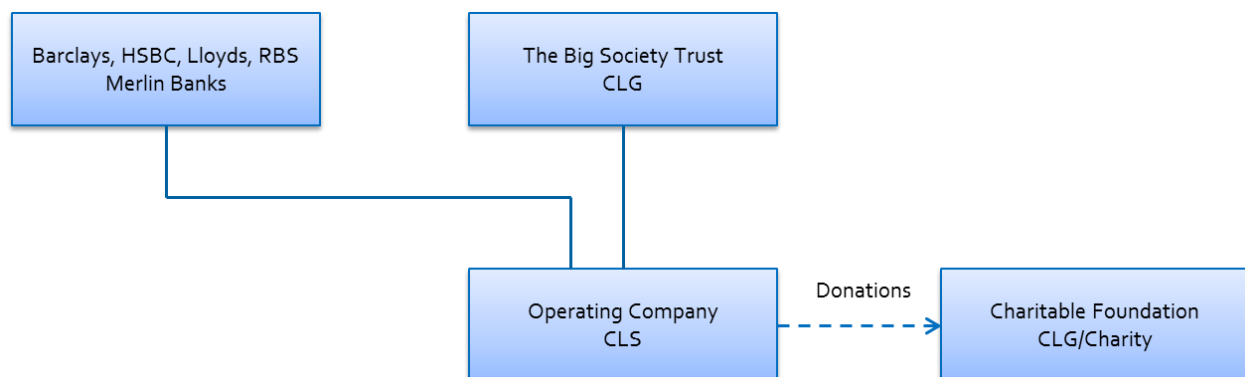 Barclays, HSBC, Lloyds, RBS
Merlin Banks
The Big Society Trust
CLG
Operating Company
CLS
Donations
Charitable Foundation
CLG/Charity